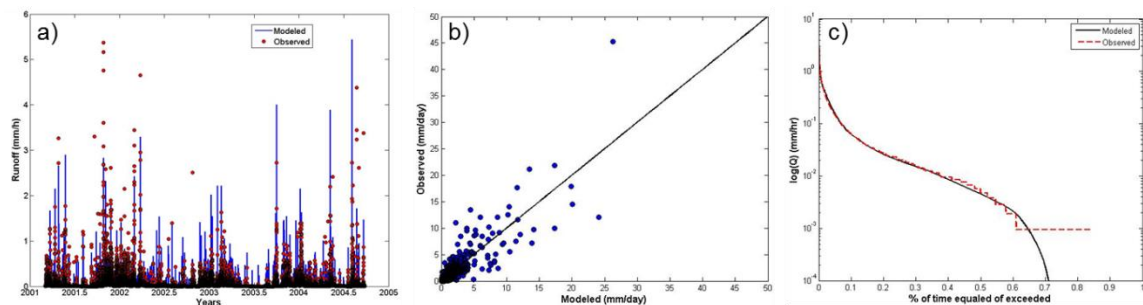 a)
Modeled
Observed
Runoff (mm/h)
6
5
4
3
2
1
0
2001 2001 2002 2002 2003 2003 2004 2004.5 2005
Years
b)
Observed (mm/day)
50
45
40
35
30
25
20
15
10
5
0
0 5 10 15 20 25 30 35 40 45 50
Modeled (mm/day)
c)
Modeled
Observed
log(Q) (mm/hr)
10^1
10^0
10^-1
10^-2
10^-3
10^-4
0 0.1 0.2 0.3 0.4 0.5 0.6 0.7 0.8 0.9
% of time equaled of exceeded